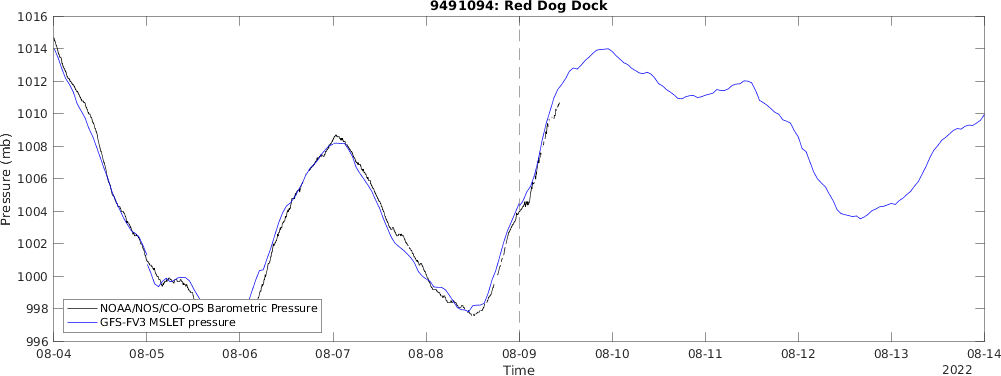 9491094: Red Dog Dock
Pressure (mb)
1016
1014
1012
1010
1008
1006
1004
1002
1000
998
996
NOAA/NOS/CO-OPS Barometric Pressure
GFS-FV3 MSLET pressure
08-04 08-05 08-06 08-07 08-08 08-09 08-10 08-11 08-12 08-13 08-14
Time
2022